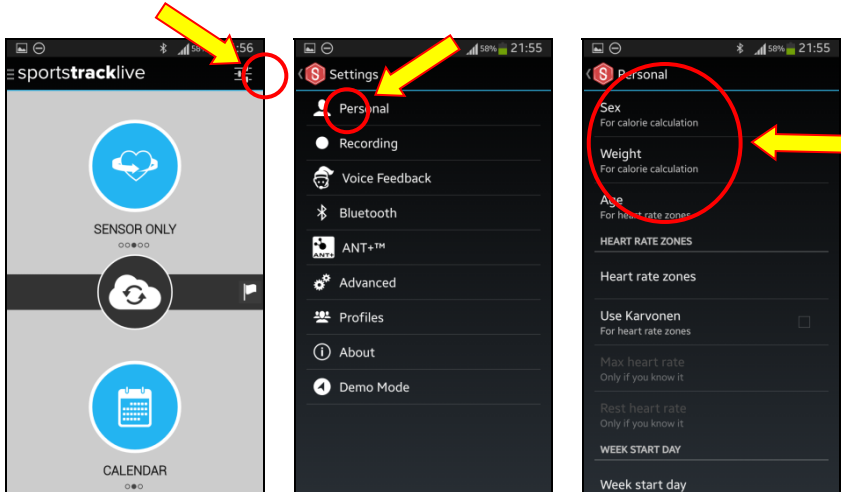 58%
:56
sportstracklive
SENSOR ONLY
CALENDAR
58% 21:55
S Settings
Personal
Recording
Voice Feedback
Bluetooth
ANT+ ANT+™
Advanced
Profiles
About
Demo Mode
58% 21:55
S Personal
Sex
For calorie calculation
Weight
For calorie calculation
Age
For heart rate zones
HEART RATE ZONES
Heart rate zones
Use Karvonen
For heart rate zones
Max heart rate
Only if you know it
Rest heart rate
Only if you know it
WEEK START DAY
Week start day